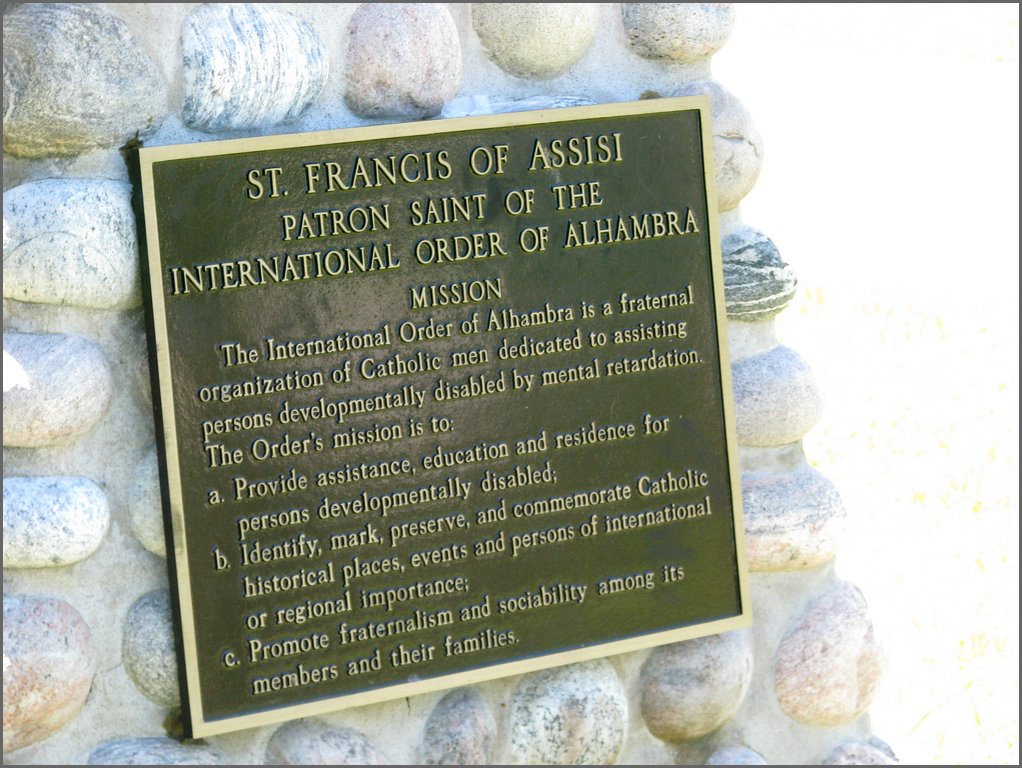 ST. FRANCIS OF ASSISI
PATRON SAINT OF THE
INTERNATIONAL ORDER OF ALHAMBRA
MISSION
The International Order of Alhambra is a fraternal
organization of Catholic men dedicated to assisting
persons developmentally disabled by mental retardation.
The Order's mission is to:
a. Provide assistance, education and residence for
persons developmentally disabled;
b. Identify, mark, preserve, and commemorate Catholic
historical places, events and persons of international
or regional importance;
c. Promote fraternalism and sociability among its
members and their families.